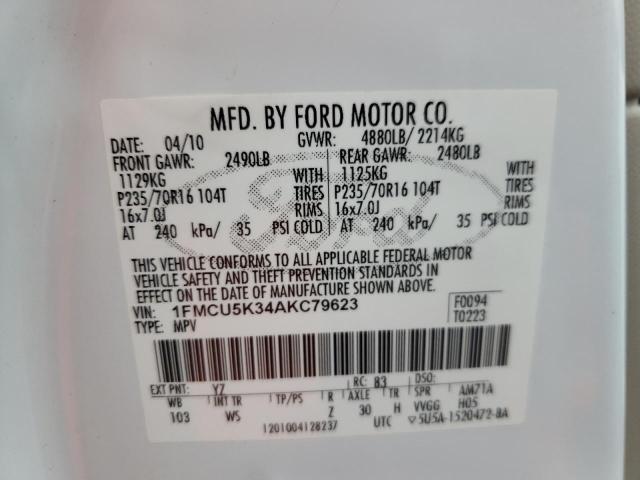 MFD. BY FORD MOTOR CO.
DATE: 04/10 GVWR: 4880LB/ 2214KG
FRONT GAWR: 2490LB REAR GAWR: 2480LB
1129KG WITH 1125KG WITH
P235/70R16 104T TIRES P235/70R16 104T TIRES
16x7.0J RIMS 16x7.0J RIMS
AT 240 kPa/ 35 PSI COLD AT 240 kPa/ 35 PSI COLD
Ford
THIS VEHICLE CONFORMS TO ALL APPLICABLE FEDERAL MOTOR
VEHICLE SAFETY AND THEFT PREVENTION STANDARDS IN
EFFECT ON THE DATE OF MANUFACTURE SHOWN ABOVE.
VIN: 1FMCU5K34AKC79623 F0094
TYPE: MPV T0223
EXT PNT: Y7 RC: 83 DSO:
WB INT TR TP/PS R AXLE TR SPR AM71A
103 WS Z 30 H VVGG H05
1201004128237 UTC 5U5A-1520472-BA